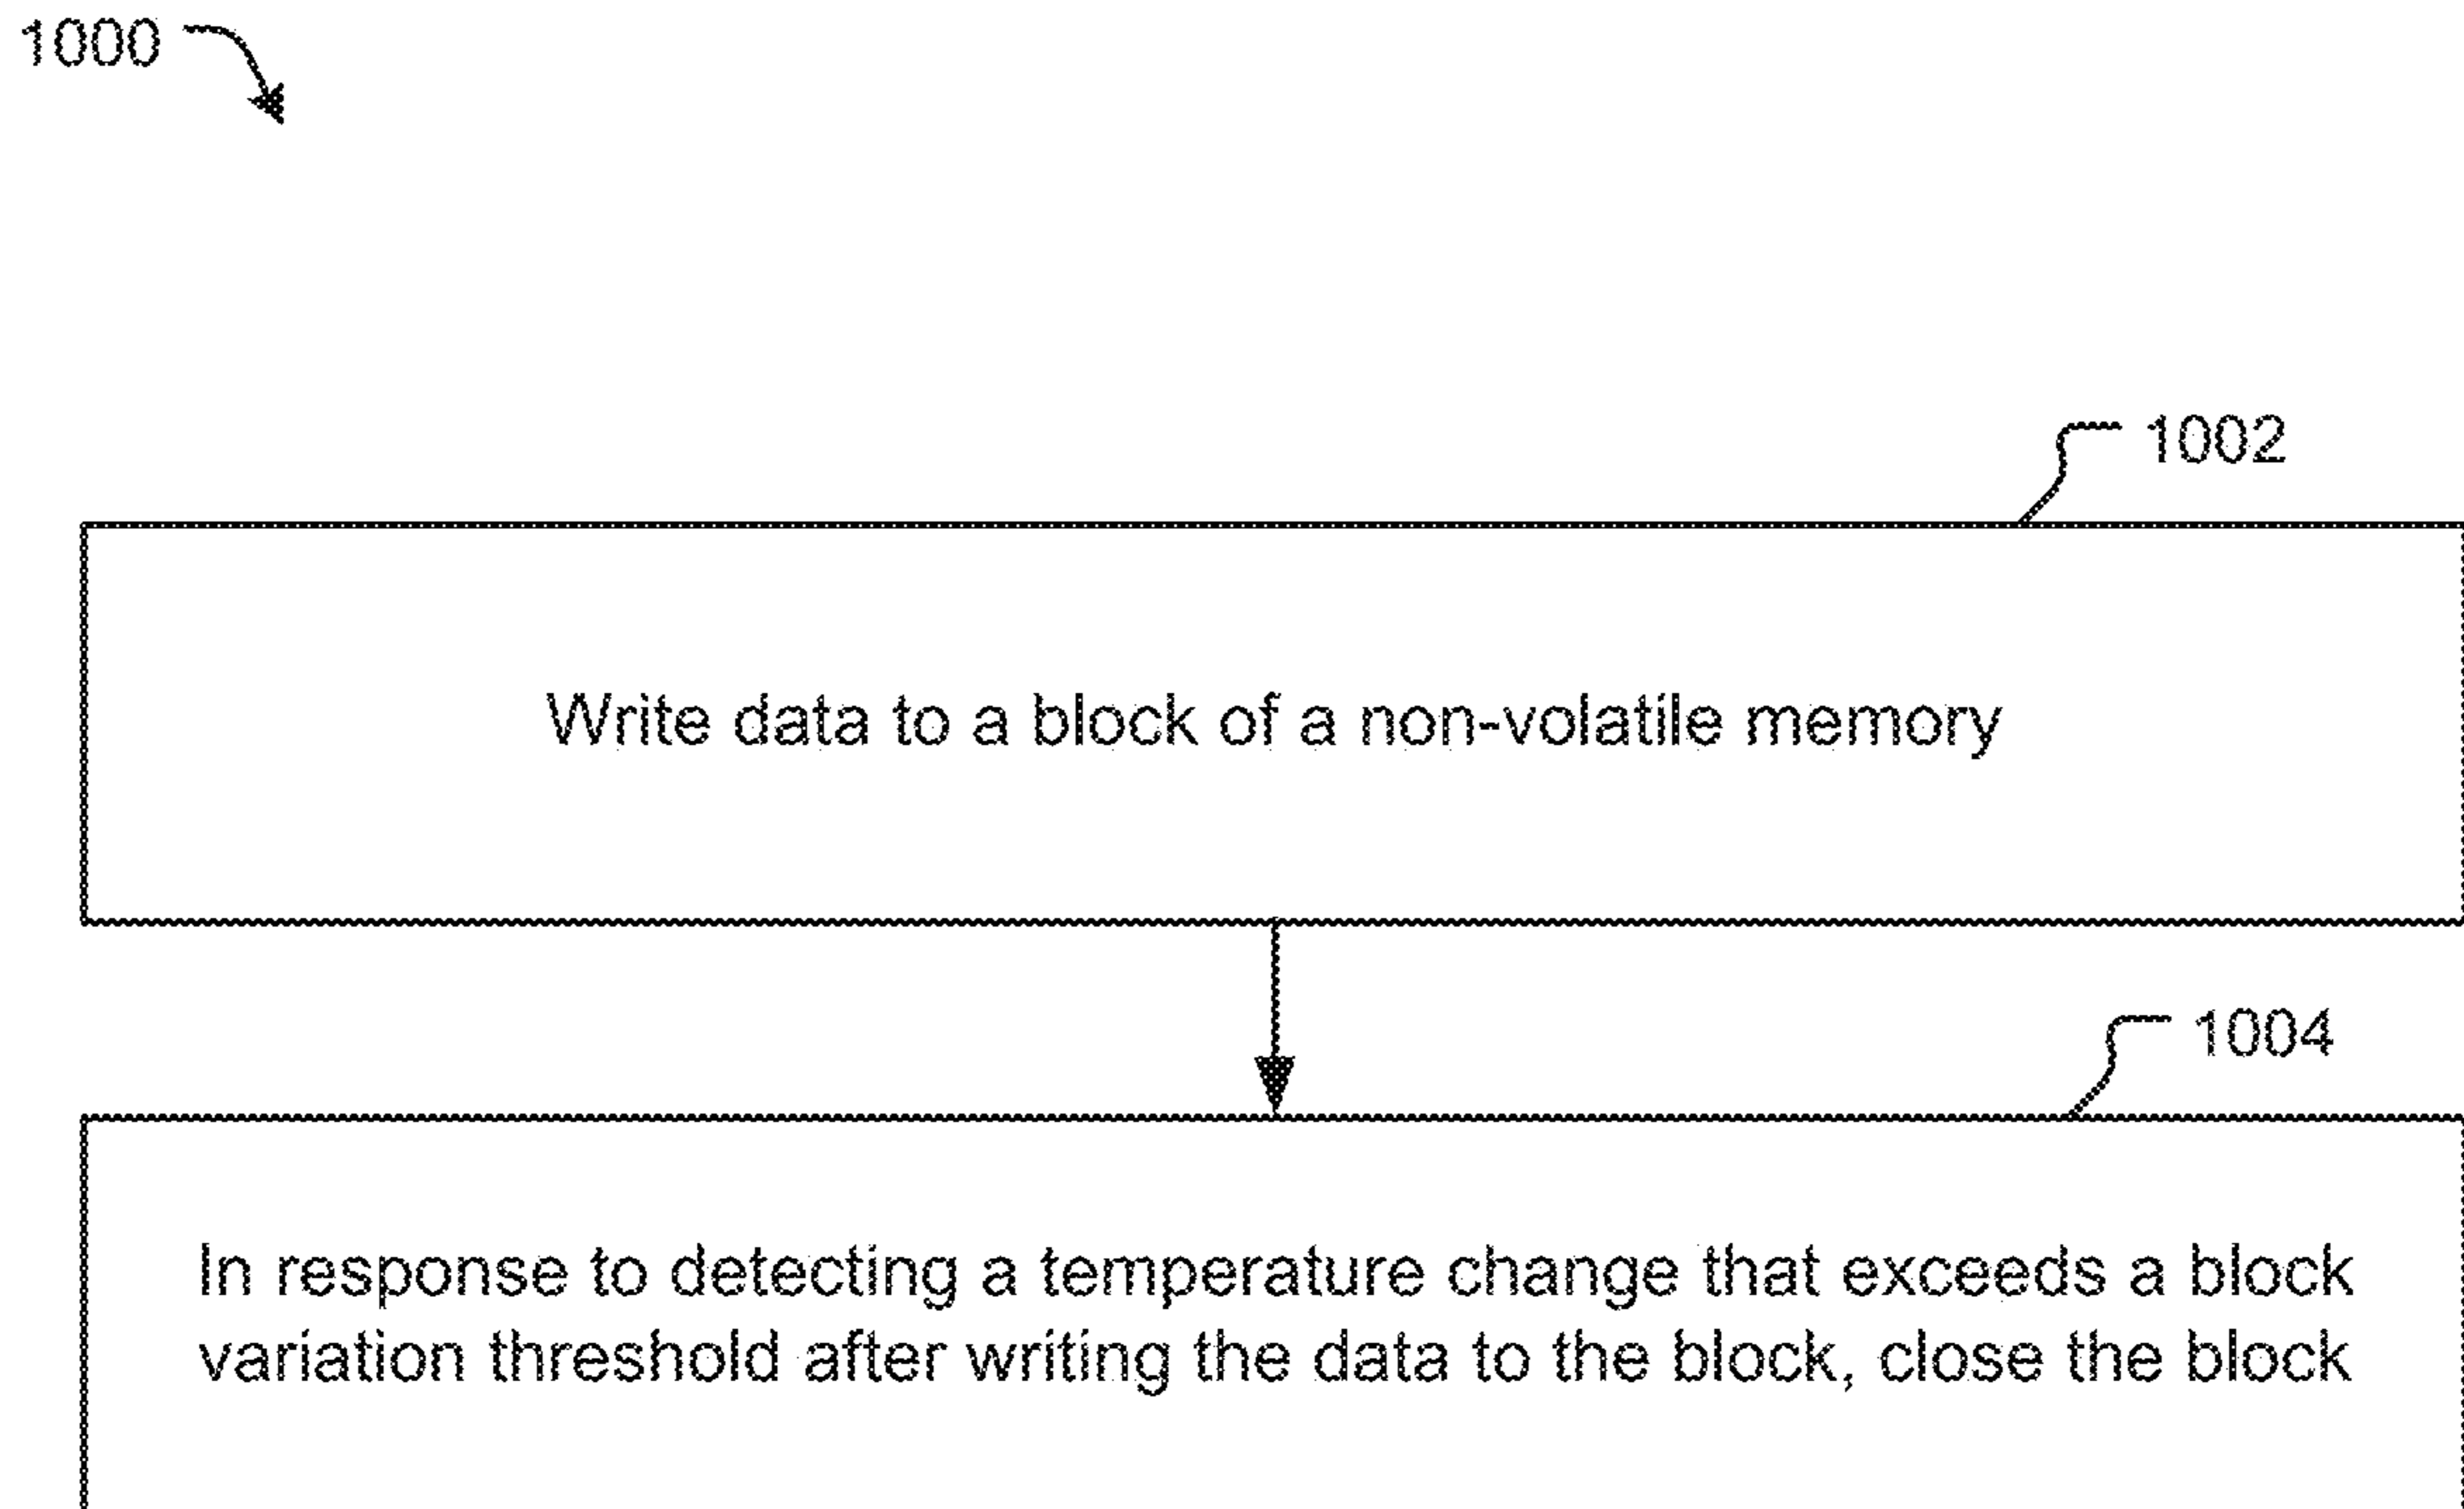 1000
1002
Write data to a block of a non-volatile memory
1004
In response to detecting a temperature change that exceeds a block
variation threshold after writing the data to the block, close the block